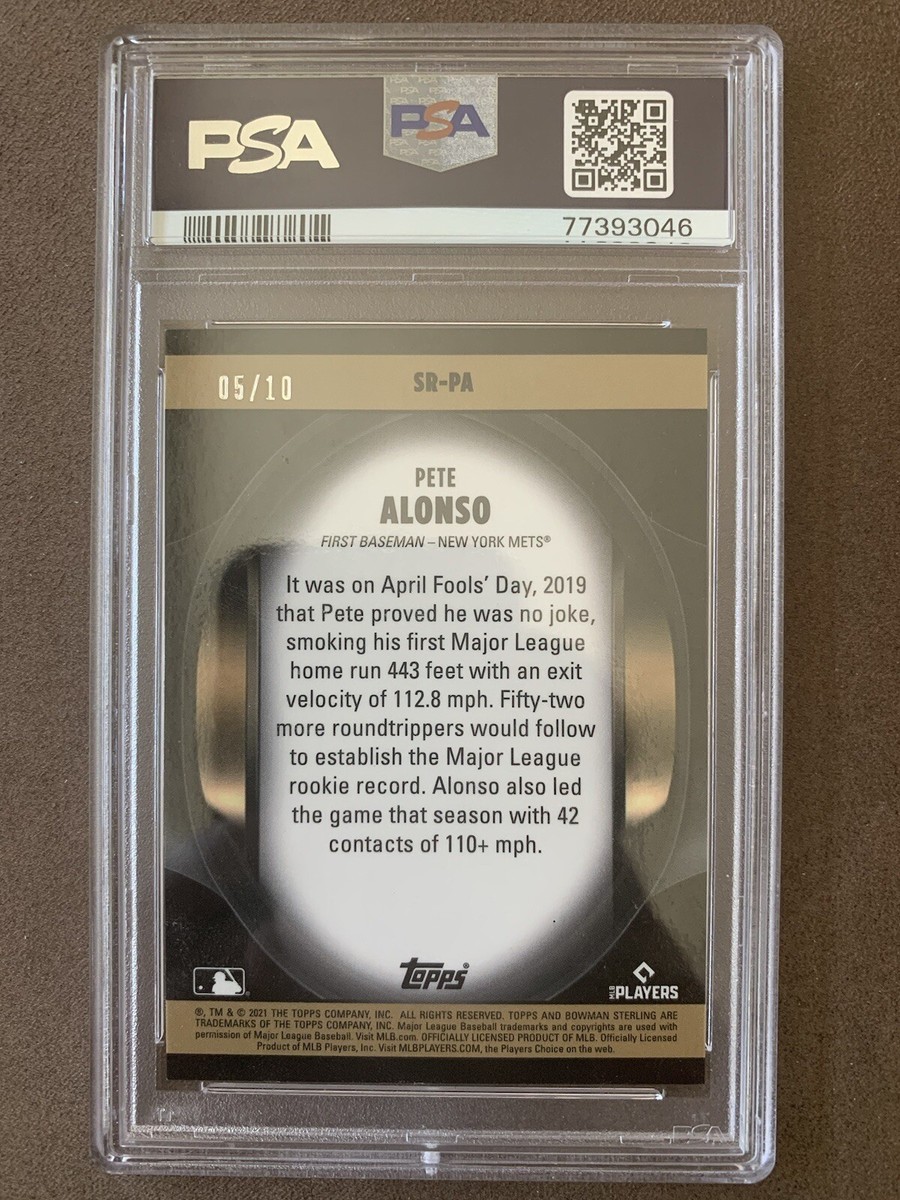 PSA
PSA
77393046
05/10
SR-PA
PETE
ALONSO
FIRST BASEMAN – NEW YORK METS®
It was on April Fools' Day, 2019
that Pete proved he was no joke,
smoking his first Major League
home run 443 feet with an exit
velocity of 112.8 mph. Fifty-two
more roundtrippers would follow
to establish the Major League
rookie record. Alonso also led
the game that season with 42
contacts of 110+ mph.
Topps®
MLB PLAYERS
®, TM & © 2021 THE TOPPS COMPANY, INC. ALL RIGHTS RESERVED. TOPPS AND BOWMAN STERLING ARE
TRADEMARKS OF THE TOPPS COMPANY, INC. Major League Baseball trademarks and copyrights are used with
permission of Major League Baseball. Visit MLB.com. OFFICIALLY LICENSED PRODUCT OF MLB. Officially Licensed
Product of MLB Players, Inc. Visit MLBPLAYERS.COM, the Players Choice on the web.
PSA